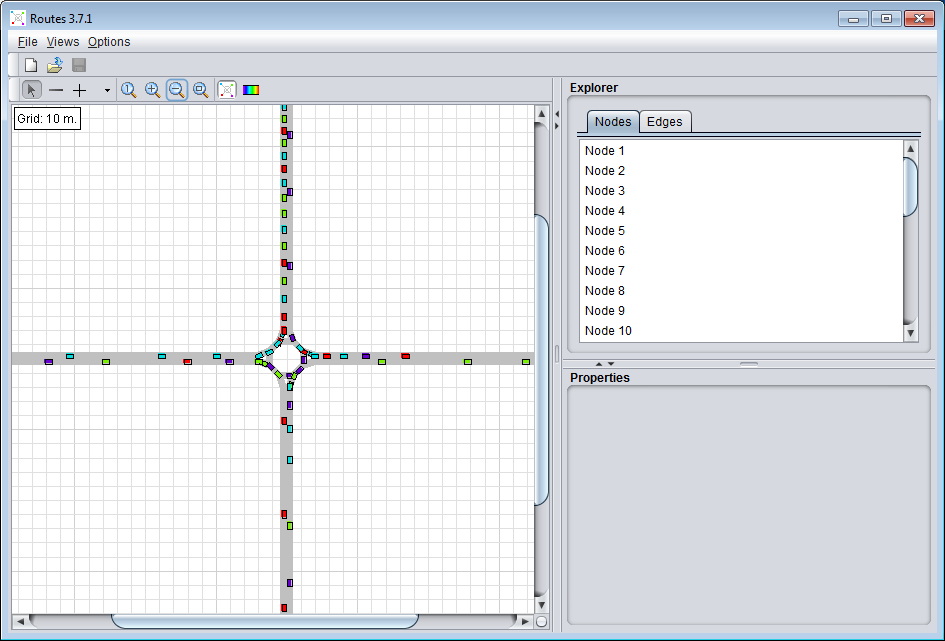 Routes 3.7.1
File Views Options
Grid: 10 m.
Explorer
Nodes Edges
Node 1
Node 2
Node 3
Node 4
Node 5
Node 6
Node 7
Node 8
Node 9
Node 10
Properties